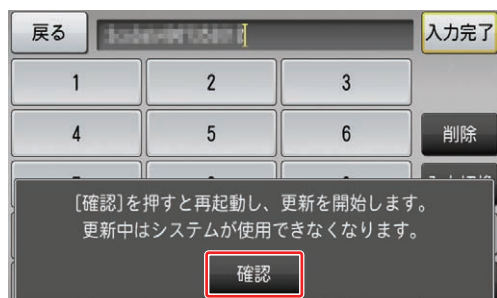 戻る
入力完了
1 2 3
4 5 6 削除
[確認]を押すと再起動し、更新を開始します。
更新中はシステムが使用できなくなります。
確認